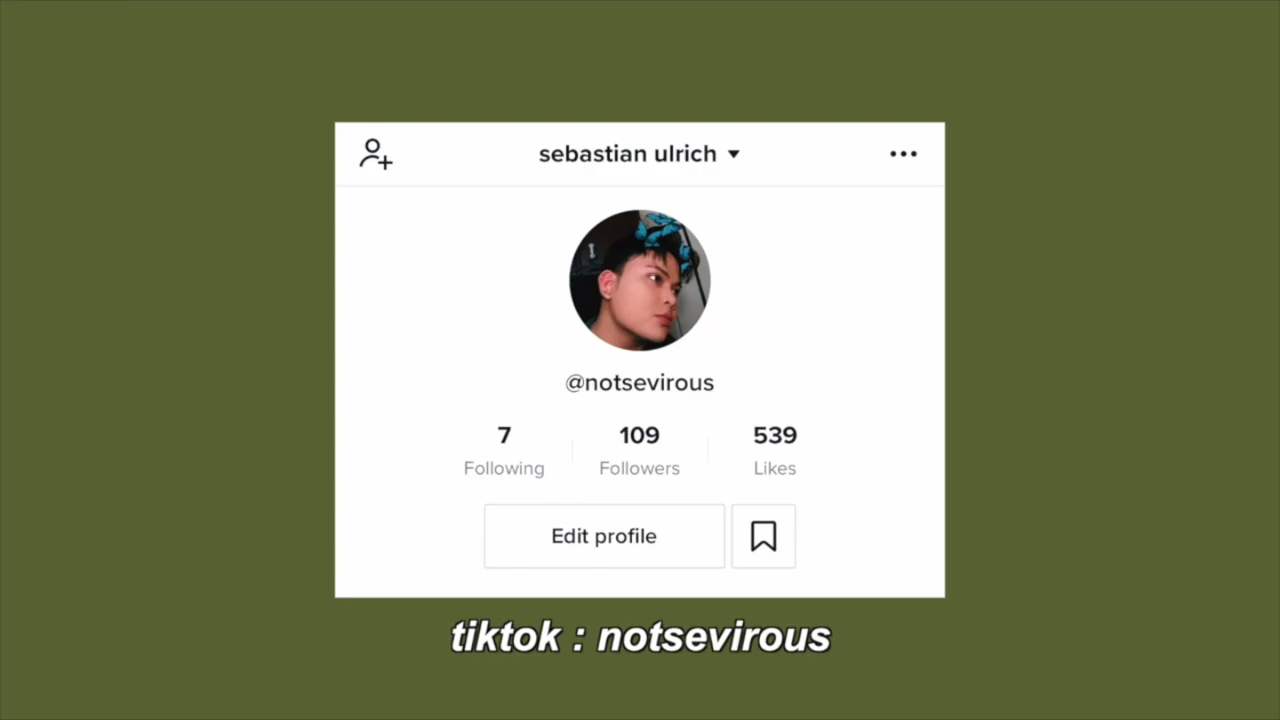 sebastian ulrich
@notsevirous
7 109 539
Following Followers Likes
Edit profile
tiktok : notsevirous